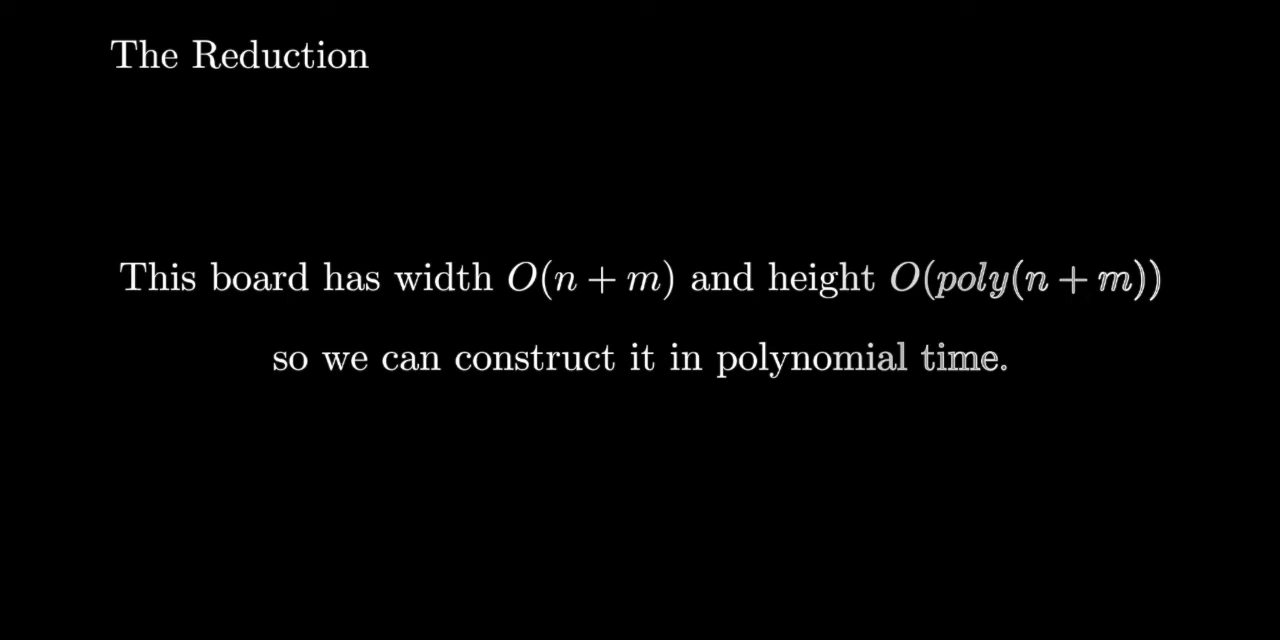 The Reduction
This board has width O(n + m) and height O(poly(n + m))
so we can construct it in polynomial time.